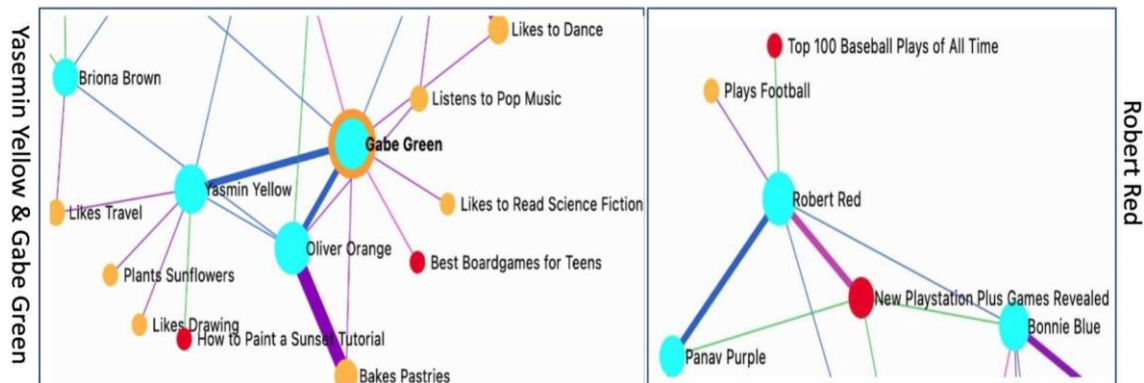 Yasemin Yellow & Gabe Green
Likes to Dance
Briona Brown
Listens to Pop Music
Gabe Green
Yasmin Yellow
Likes Travel
Likes to Read Science Fiction
Oliver Orange
Best Boardgames for Teens
Plants Sunflowers
Likes Drawing
How to Paint a Sunset Tutorial
Bakes Pastries
Top 100 Baseball Plays of All Time
Plays Football
Robert Red
New Playstation Plus Games Revealed
Bonnie Blue
Panav Purple
Robert Red